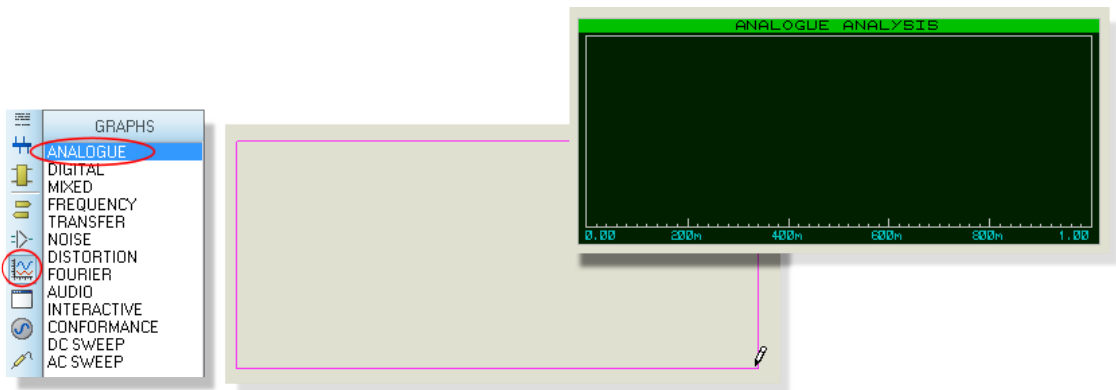 ANALOGUE ANALYSIS
0.00 200m 400m 600m 800m 1.00
GRAPHS
ANALOGUE
DIGITAL
MIXED
FREQUENCY
TRANSFER
NOISE
DISTORTION
FOURIER
AUDIO
INTERACTIVE
CONFORMANCE
DC SWEEP
AC SWEEP